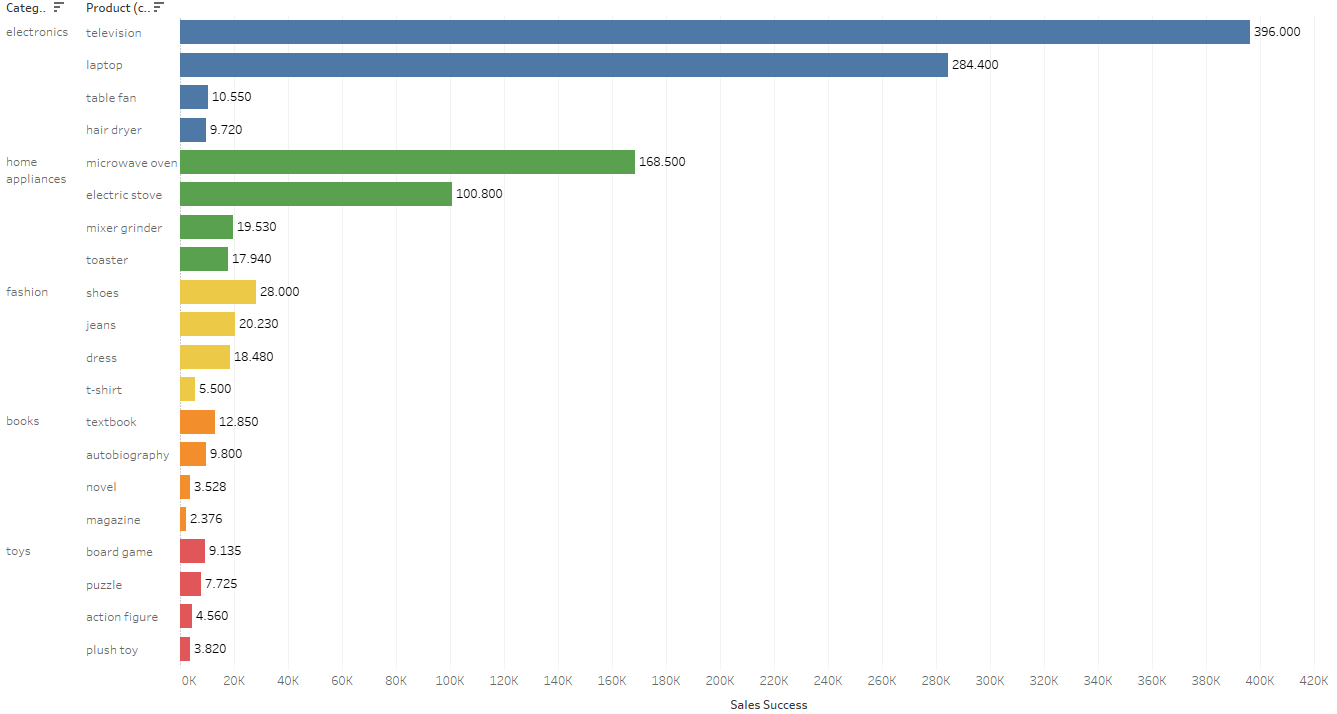 Categ.. Product (c..
electronics television 396.000
laptop 284.400
table fan 10.550
hair dryer 9.720
home appliances microwave oven 168.500
electric stove 100.800
mixer grinder 19.530
toaster 17.940
fashion shoes 28.000
jeans 20.230
dress 18.480
t-shirt 5.500
books textbook 12.850
autobiography 9.800
novel 3.528
magazine 2.376
toys board game 9.135
puzzle 7.725
action figure 4.560
plush toy 3.820
0K 20K 40K 60K 80K 100K 120K 140K 160K 180K 200K 220K 240K 260K 280K 300K 320K 340K 360K 380K 400K 420K
Sales Success